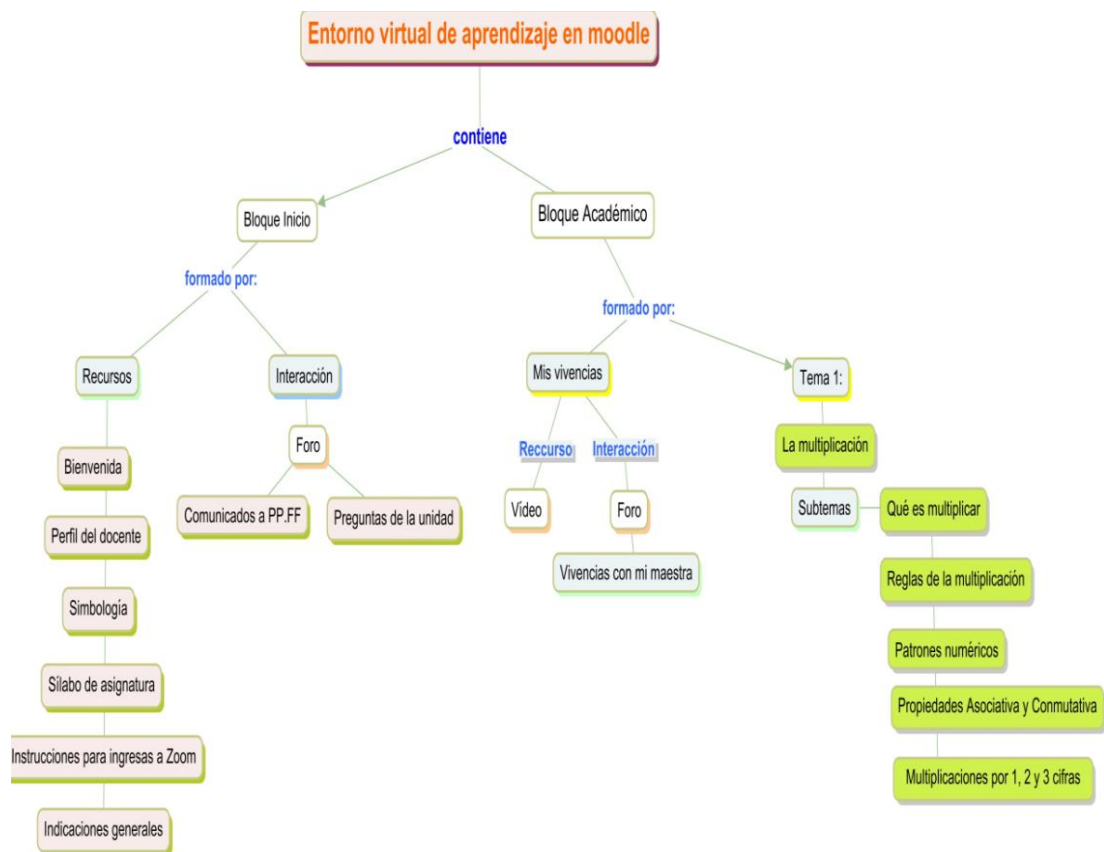 Entorno virtual de aprendizaje en moodle
contiene
Bloque Inicio
Bloque Académico
formado por:
formado por:
Recursos
Interacción
Mis vivencias
Tema 1:
Foro
La multiplicación
Reccurso
Interacción
Bienvenida
Comunicados a PP.FF
Preguntas de la unidad
Vídeo
Foro
Subtemas
Qué es multiplicar
Perfil del docente
Vivencias con mi maestra
Reglas de la multiplicación
Simbología
Patrones numéricos
Sílabo de asignatura
Propiedades Asociativa y Conmutativa
Instrucciones para ingresas a Zoom
Multiplicaciones por 1, 2 y 3 cifras
Indicaciones generales